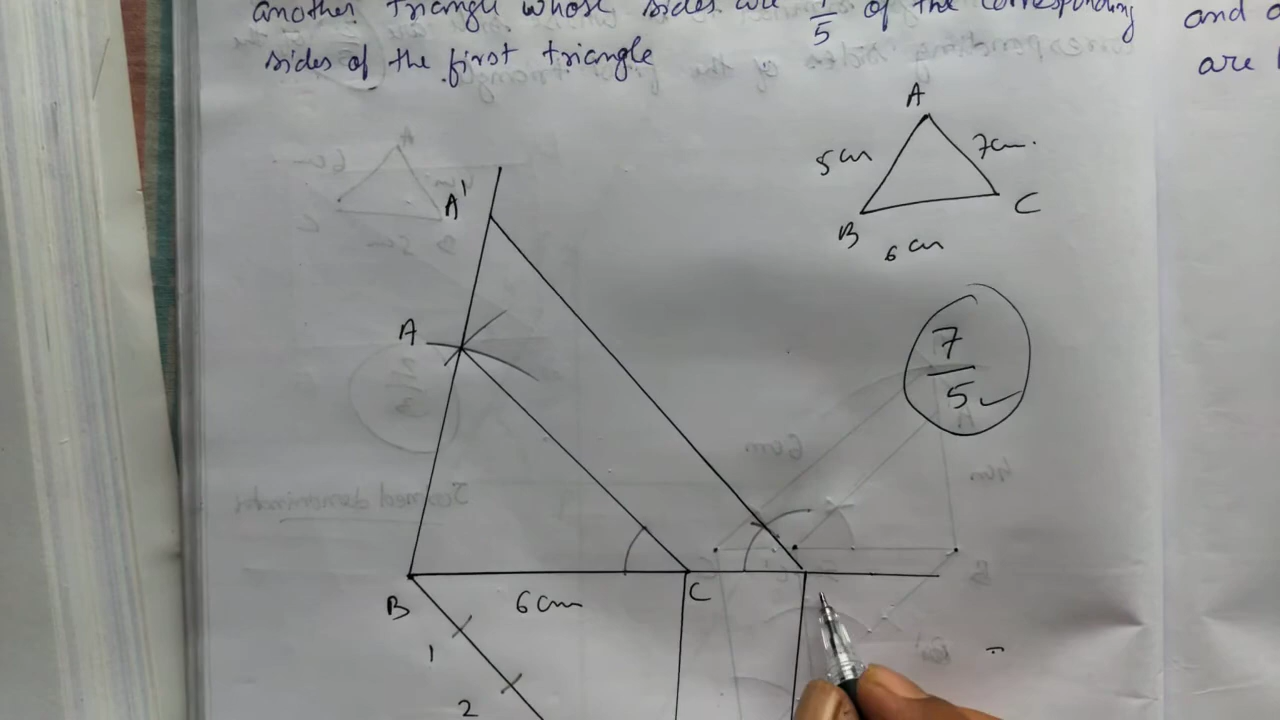 another triangle whose sides are 7/5 of the corresponding
sides of the first triangle
and
are
A
5cm
7cm.
B
C
6cm
A'
A
7
5
B
6cm
C
1
2